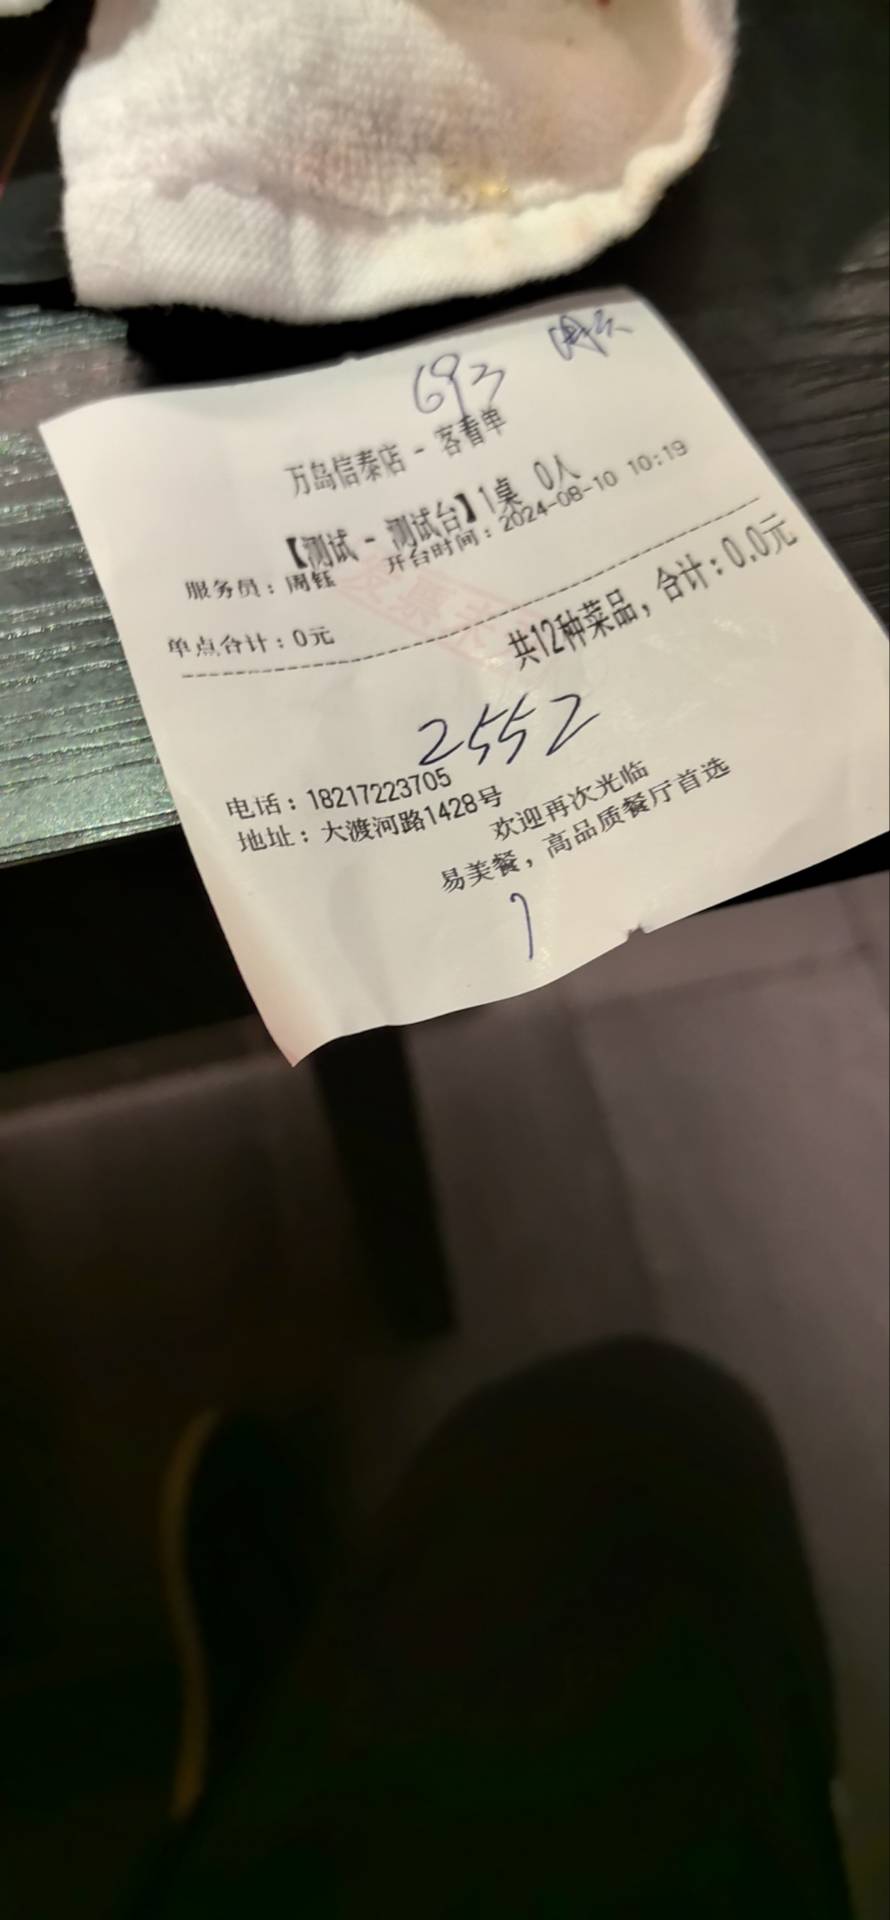 693
万岛信泰店 - 客看单
【测试 - 测试台】1桌 0人
服务员：周钰 开台时间：2024-08-10 10:19
单点合计：0元
共12种菜品，合计：0.0元
2552
电话：18217223705
地址：大渡河路1428号
欢迎再次光临
易美餐，高品质餐厅首选